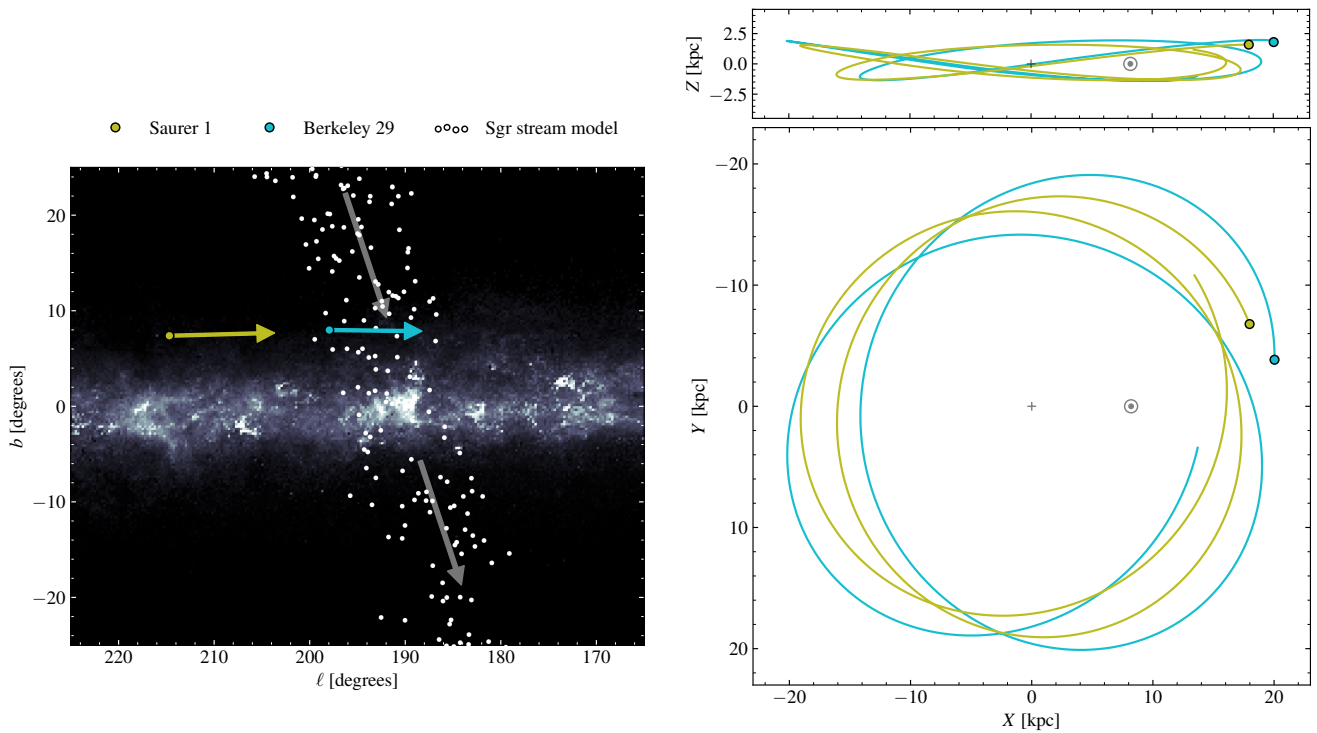 Saurer 1 Berkeley 29 Sgr stream model
20
10
0
−10
−20
b [degrees]
220 210 200 190 180 170
ℓ [degrees]
2.5
0.0
−2.5
Z [kpc]
−20
−10
0
10
20
Y [kpc]
−20 −10 0 10 20
X [kpc]